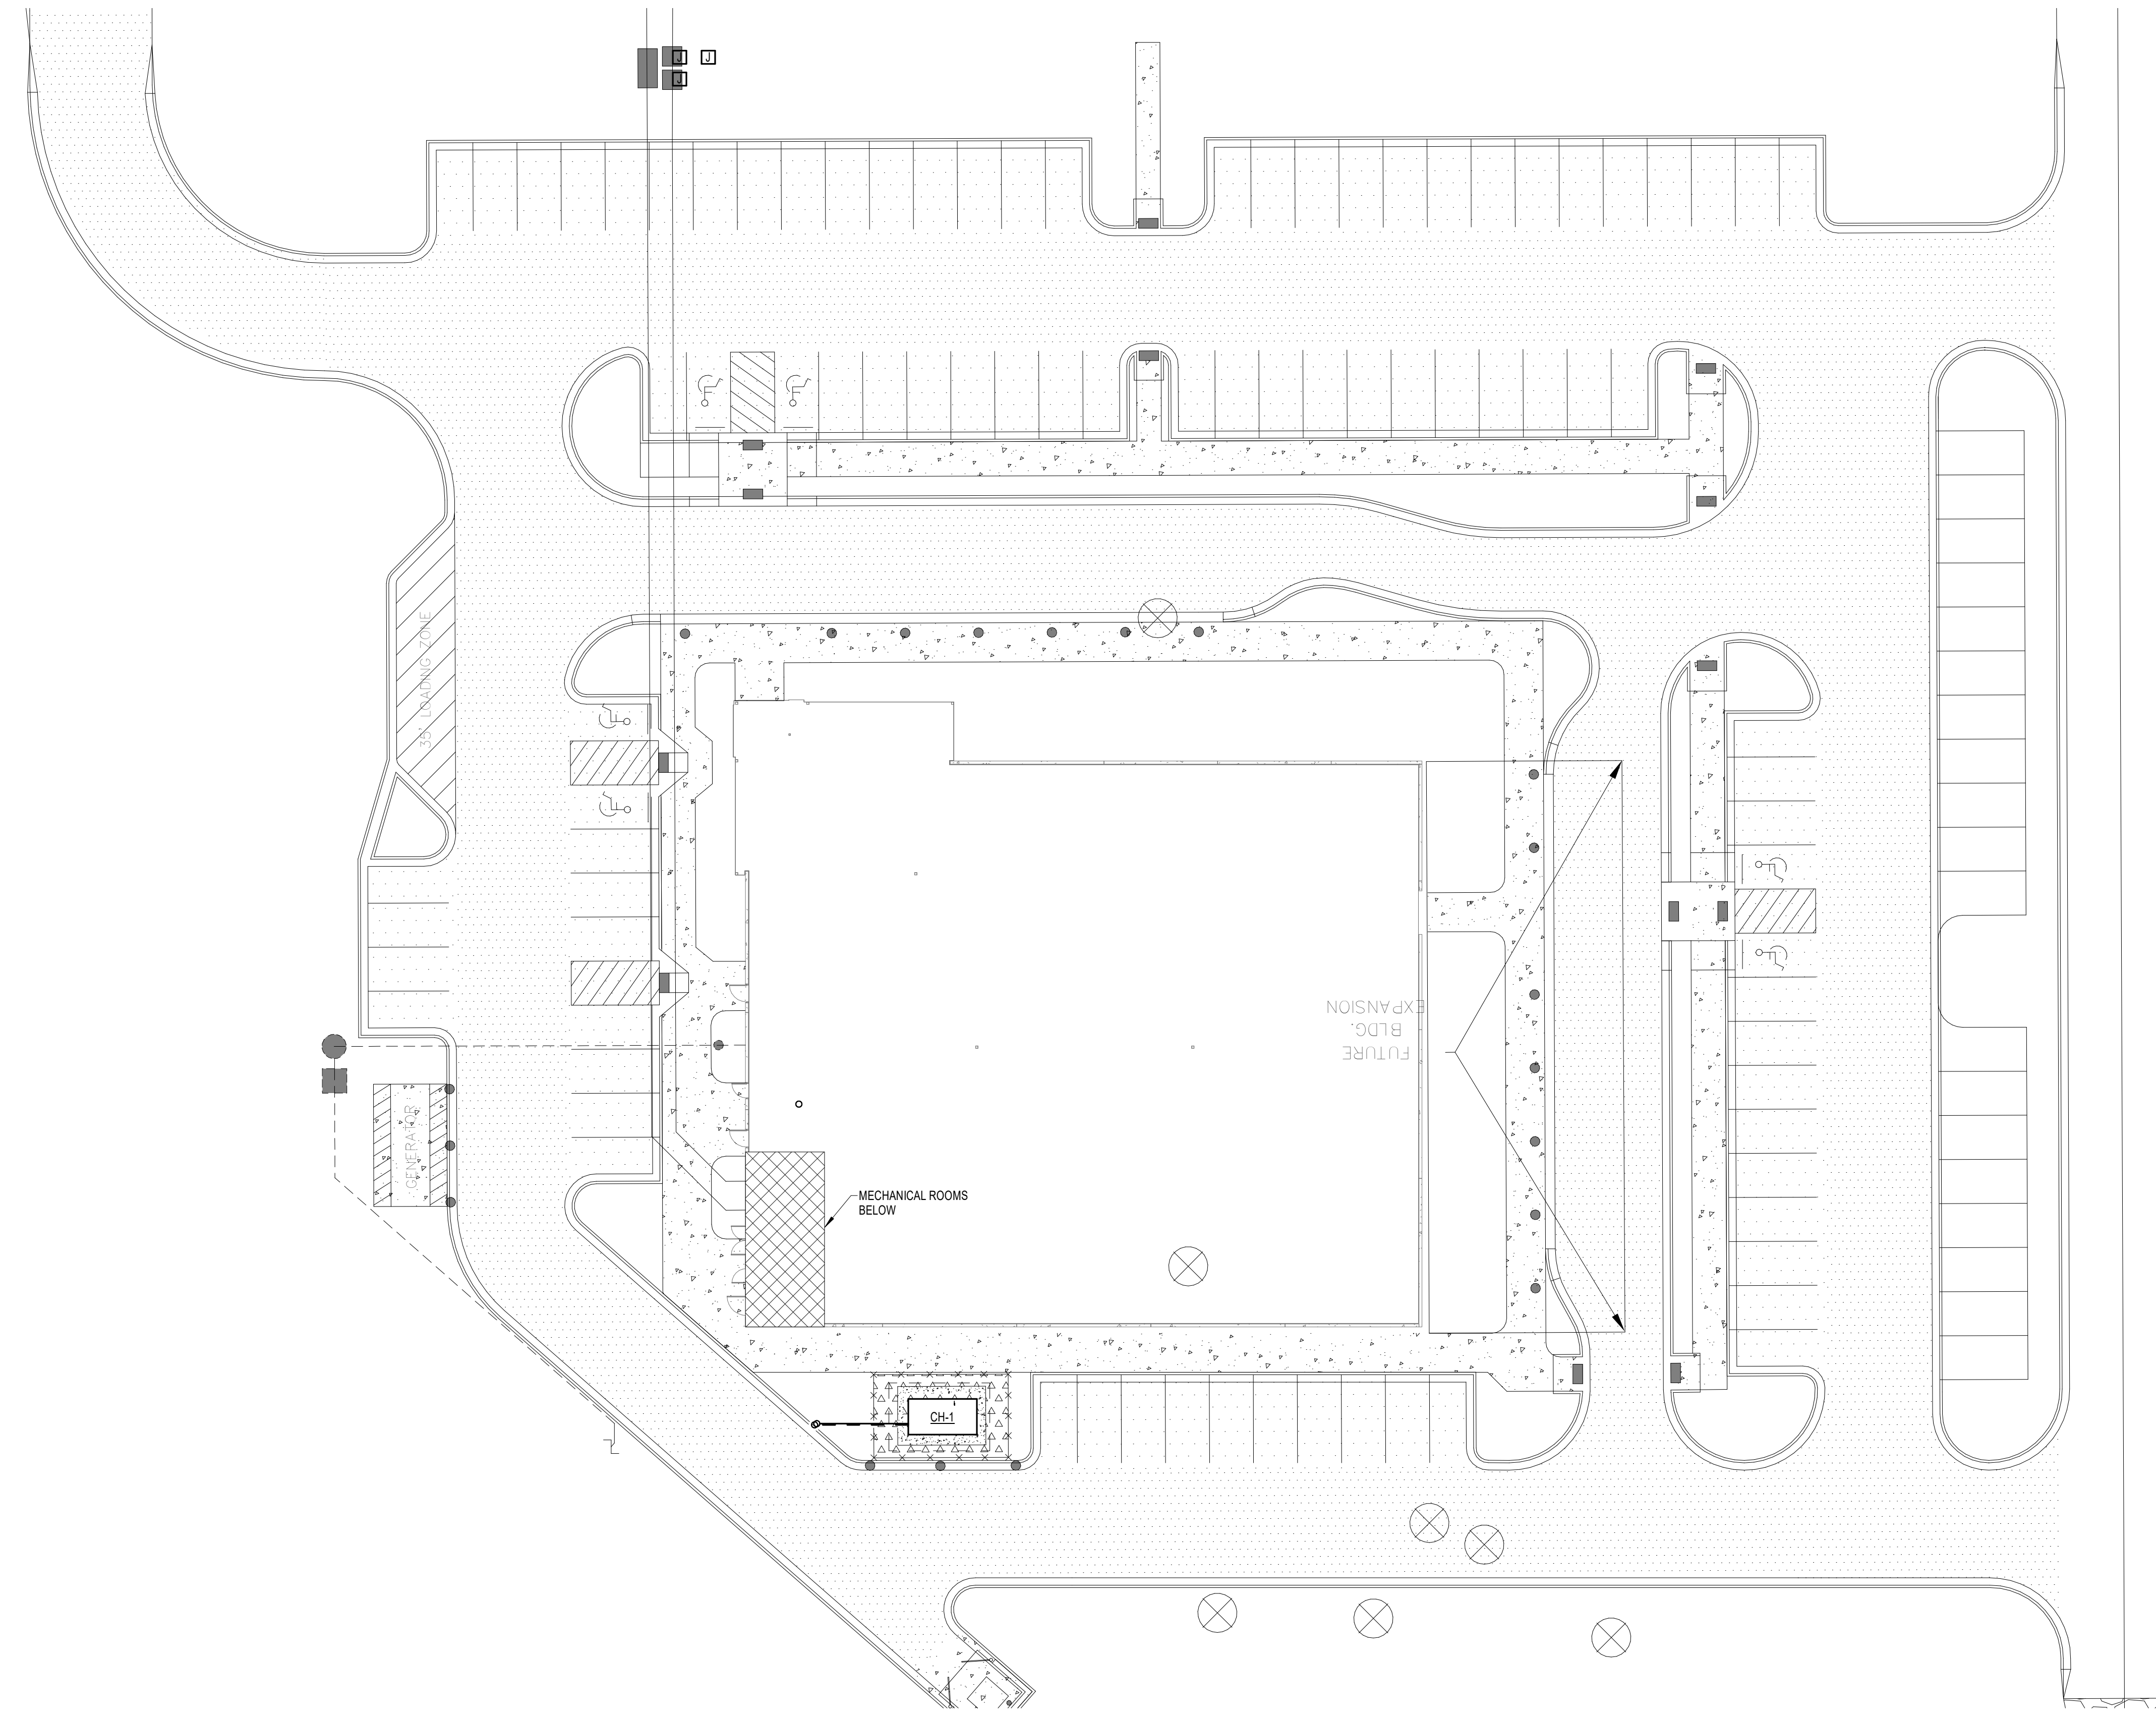 J J
J
35' LOADING ZONE
FUTURE
BLDG.
EXPANSION
GENERATOR
MECHANICAL ROOMS
BELOW
CH-1